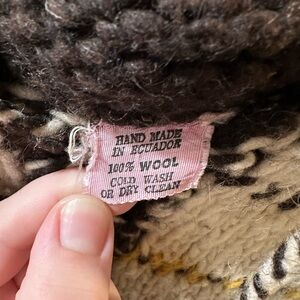 HAND MADE
IN ECUADOR
100% WOOL
COLD WASH
OR DRY CLEAN